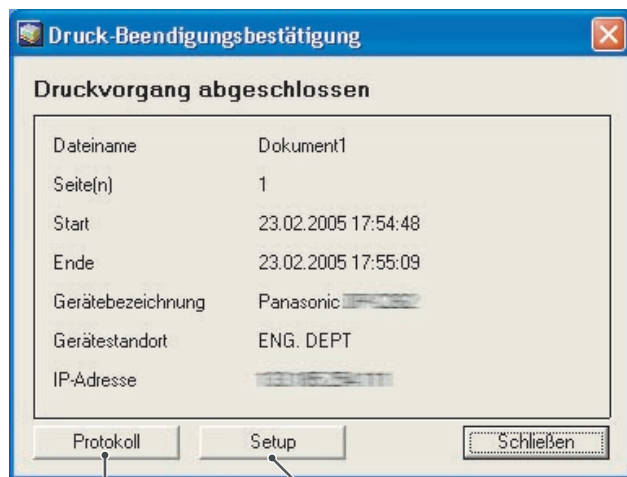 Druck-Beendigungsbestätigung
Druckvorgang abgeschlossen
Dateiname Dokument1
Seite(n) 1
Start 23.02.2005 17:54:48
Ende 23.02.2005 17:55:09
Gerätebezeichnung Panasonic
Gerätestandort ENG. DEPT
IP-Adresse
Protokoll Setup Schließen